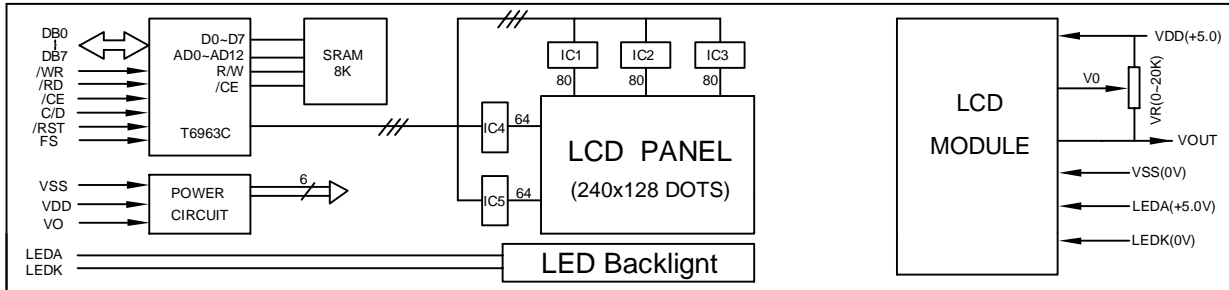 DB0
DB7
/WR
/RD
/CE
C/D
/RST
FS
D0~D7
AD0~AD12
R/W
/CE
T6963C
SRAM
8K
IC1
IC2
IC3
80
80
80
IC4
64
IC5
64
LCD PANEL
(240x128 DOTS)
VSS
VDD
VO
POWER
CIRCUIT
6
LEDA
LEDK
LED Backlignt
LCD
MODULE
VDD(+5.0)
V0
VR(0~20K)
VOUT
VSS(0V)
LEDA(+5.0V)
LEDK(0V)